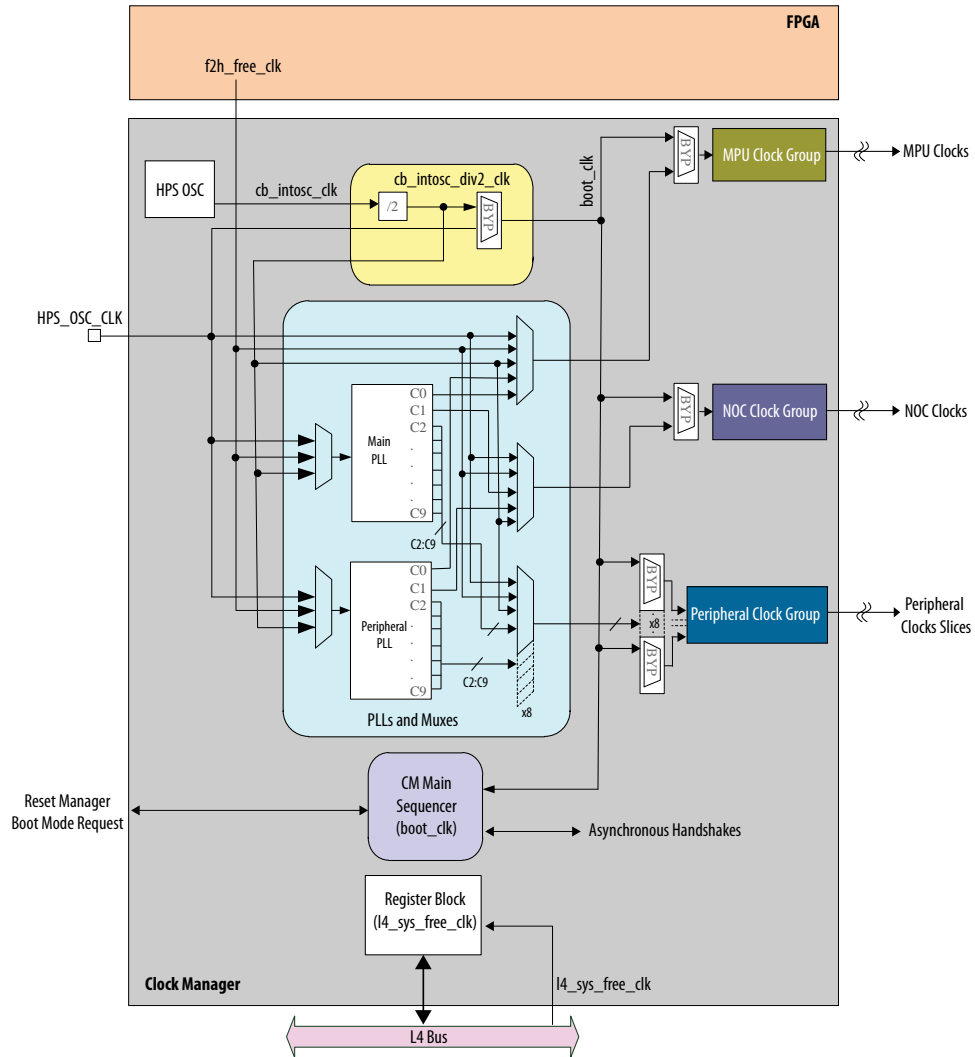 FPGA
f2h_free_clk
HPS OSC
cb_intosc_clk
cb_intosc_div2_clk
/2
BYP
boot_clk
BYP
MPU Clock Group
MPU Clocks
HPS_OSC_CLK
Main
PLL
C0
C1
C2
.
.
.
.
C9
C2:C9
BYP
NOC Clock Group
NOC Clocks
Peripheral
PLL
C0
C1
C2
.
.
.
.
C9
C2:C9
x8
PLLs and Muxes
BYP
x8
BYP
Peripheral Clock Group
Peripheral
Clocks Slices
CM Main
Sequencer
(boot_clk)
Reset Manager
Boot Mode Request
Asynchronous Handshakes
Register Block
(l4_sys_free_clk)
Clock Manager
l4_sys_free_clk
L4 Bus